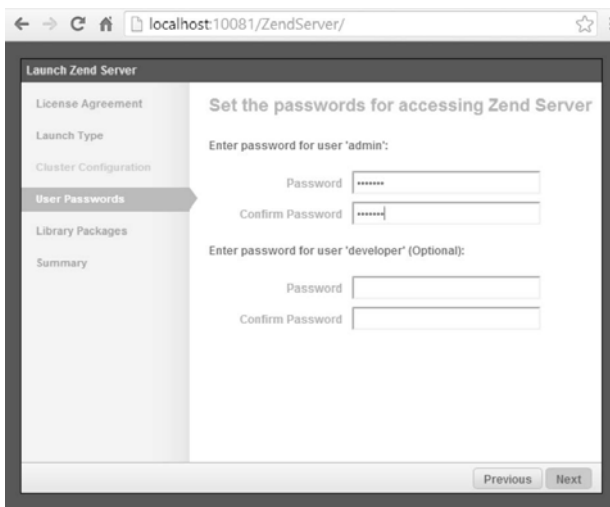 localhost:10081/ZendServer/
Launch Zend Server
License Agreement
Launch Type
Cluster Configuration
User Passwords
Library Packages
Summary
Set the passwords for accessing Zend Server
Enter password for user 'admin':
Password •••••••
Confirm Password •••••••
Enter password for user 'developer' (Optional):
Password
Confirm Password
Previous Next